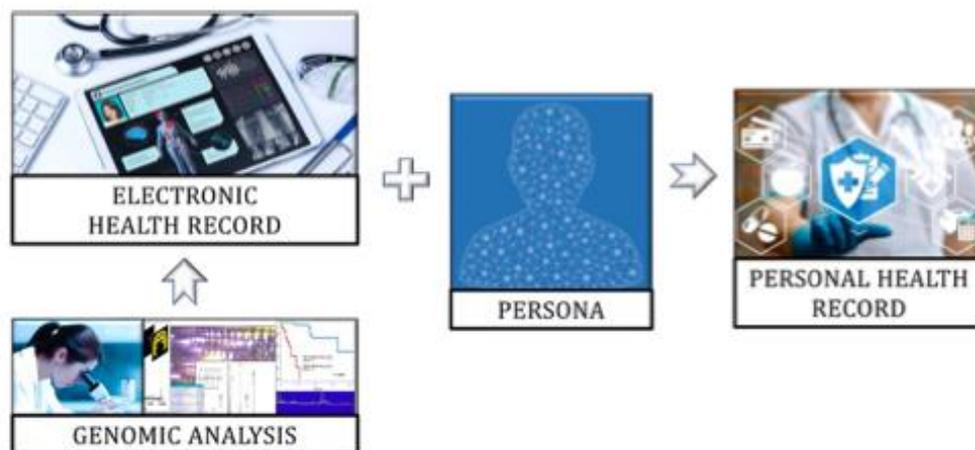 ELECTRONIC
HEALTH RECORD
PERSONA
PERSONAL HEALTH
RECORD
GENOMIC ANALYSIS